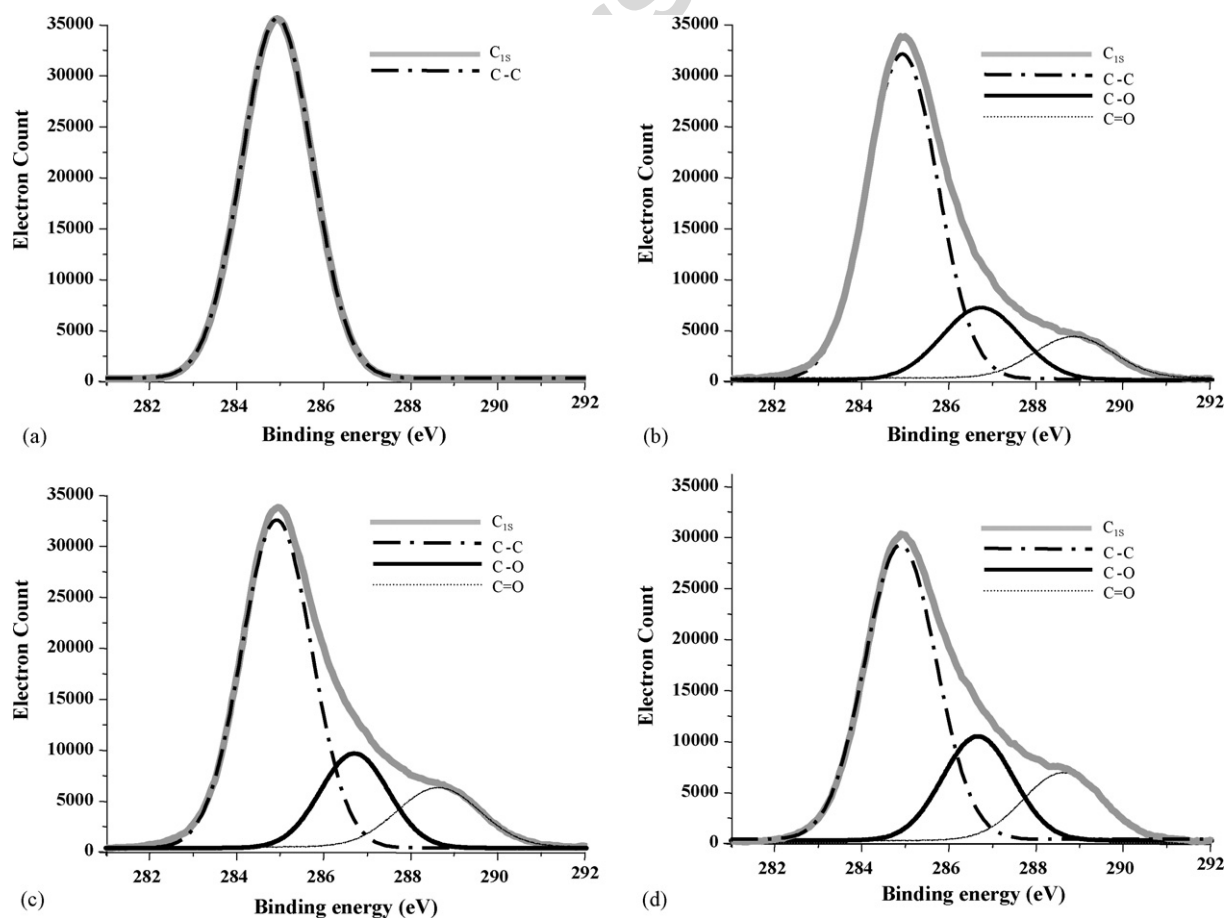 35000
30000
25000
20000
15000
10000
5000
0
Electron Count
C1S
C-C
282 284 286 288 290 292
Binding energy (eV)
(a)
35000
30000
25000
20000
15000
10000
5000
0
Electron Count
C1S
C-C
C-O
C=O
282 284 286 288 290 292
Binding energy (eV)
(b)
35000
30000
25000
20000
15000
10000
5000
0
Electron Count
C1S
C-C
C-O
C=O
282 284 286 288 290 292
Binding energy (eV)
(c)
35000
30000
25000
20000
15000
10000
5000
0
Electron Count
C1S
C-C
C-O
C=O
282 284 286 288 290 292
Binding energy (eV)
(d)